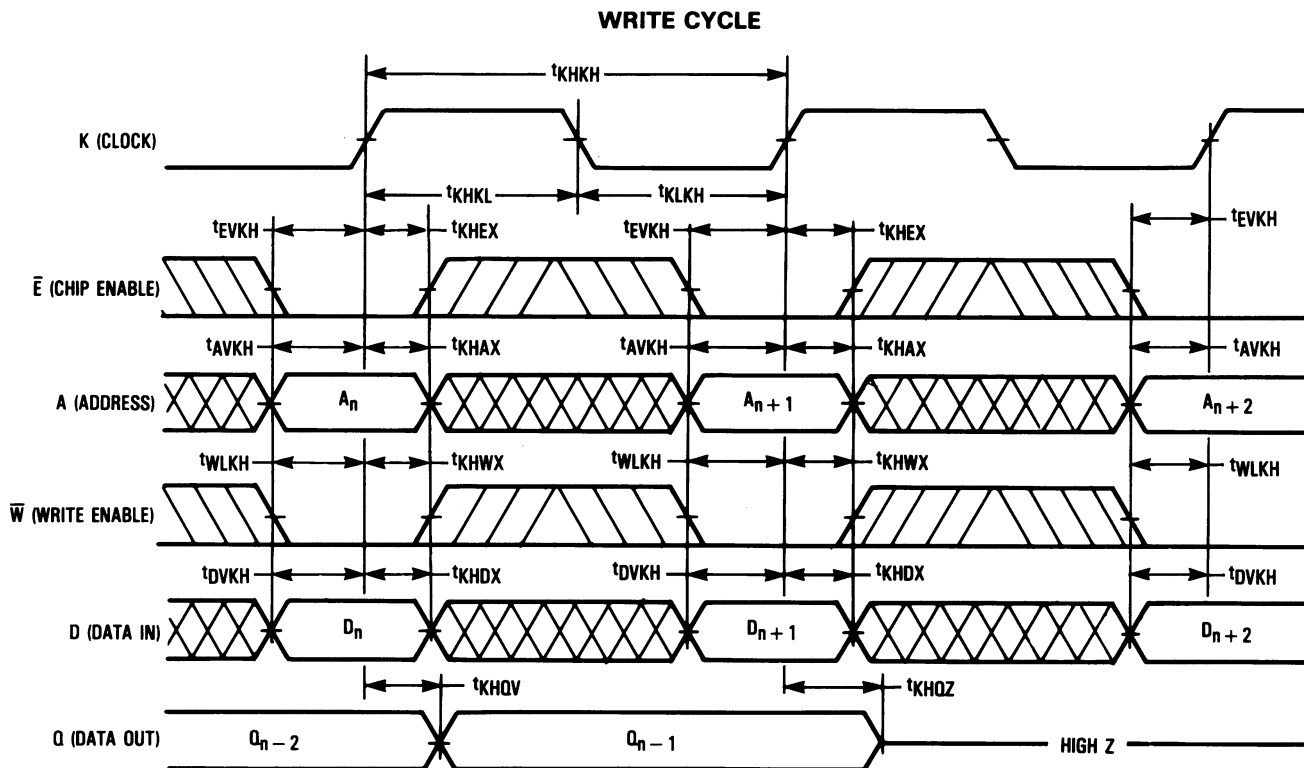 WRITE CYCLE
tKHKH
K (CLOCK)
tKHKL tKLKH
tEVKH tKHEX tEVKH tKHEX tEVKH
E̅ (CHIP ENABLE)
tAVKH tKHAX tAVKH tKHAX tAVKH
A (ADDRESS) An An + 1 An + 2
tWLKH tKHWX tWLKH tKHWX tWLKH
W̅ (WRITE ENABLE)
tDVKH tKHDX tDVKH tKHDX tDVKH
D (DATA IN) Dn Dn + 1 Dn + 2
tKHQV tKHQZ
Q (DATA OUT) Qn – 2 Qn – 1 HIGH Z